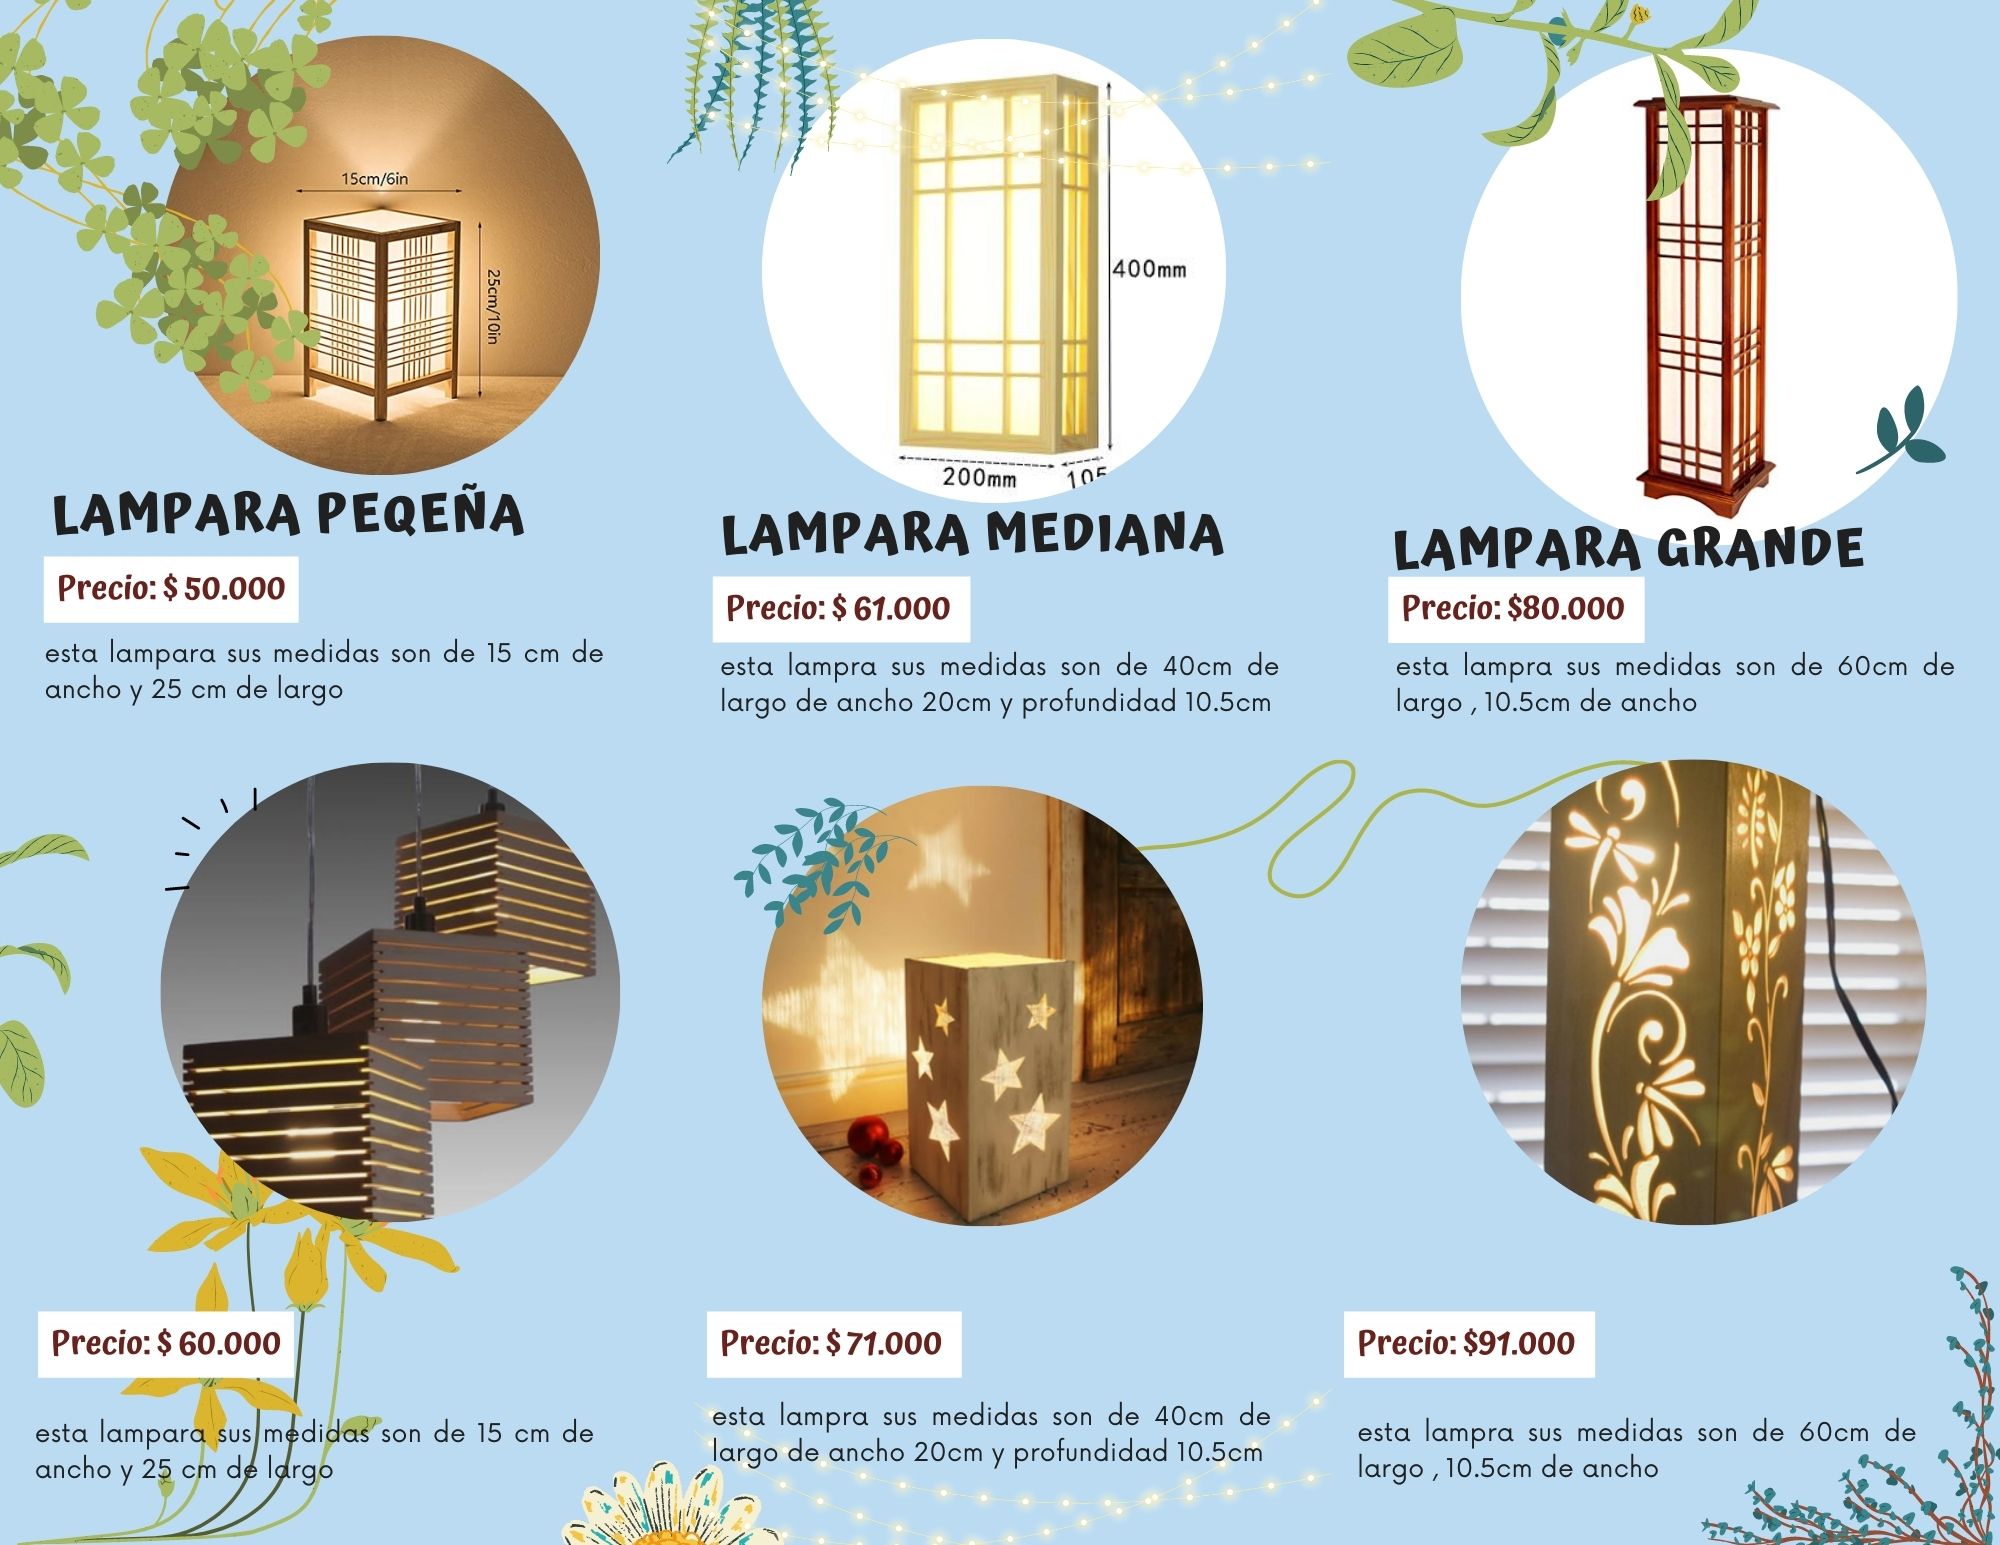 15cm/6in
25cm/10in
LAMPARA PEQEÑA
Precio: $ 50.000
esta lampara sus medidas son de 15 cm de
ancho y 25 cm de largo
400mm
200mm
105
LAMPARA MEDIANA
Precio: $ 61.000
esta lampra sus medidas son de 40cm de
largo de ancho 20cm y profundidad 10.5cm
LAMPARA GRANDE
Precio: $80.000
esta lampra sus medidas son de 60cm de
largo , 10.5cm de ancho
Precio: $ 60.000
esta lampara sus medidas son de 15 cm de
ancho y 25 cm de largo
Precio: $ 71.000
esta lampra sus medidas son de 40cm de
largo de ancho 20cm y profundidad 10.5cm
Precio: $91.000
esta lampra sus medidas son de 60cm de
largo , 10.5cm de ancho